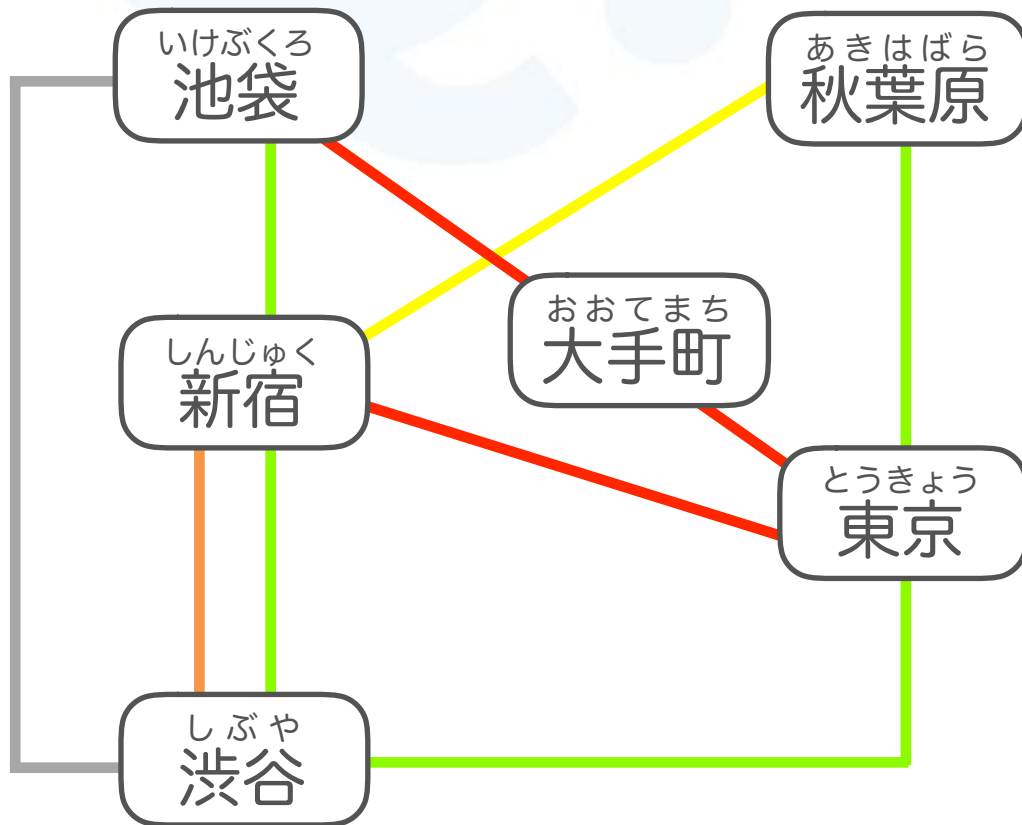 いけぶくろ
池袋
あきはばら
秋葉原
おおてまち
大手町
しんじゅく
新宿
とうきょう
東京
しぶや
渋谷